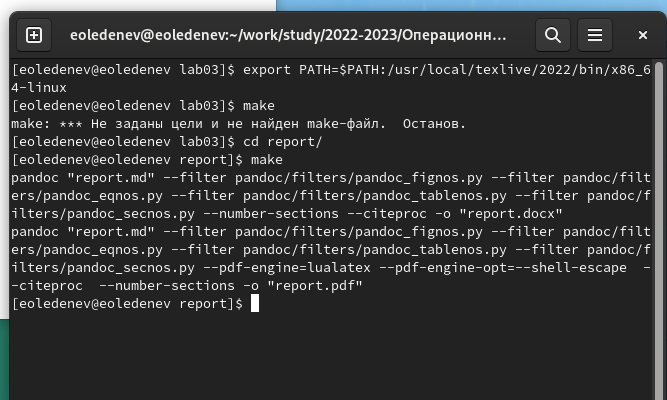 eoledenev@eoledenev:~/work/study/2022-2023/Операционн...
[eoledenev@eoledenev lab03]$ export PATH=$PATH:/usr/local/texlive/2022/bin/x86_6
4-linux
[eoledenev@eoledenev lab03]$ make
make: *** Не заданы цели и не найден make-файл.  Останов.
[eoledenev@eoledenev lab03]$ cd report/
[eoledenev@eoledenev report]$ make
pandoc "report.md" --filter pandoc/filters/pandoc_fignos.py --filter pandoc/filt
ers/pandoc_eqnos.py --filter pandoc/filters/pandoc_tablenos.py --filter pandoc/f
ilters/pandoc_secnos.py --number-sections --citeproc -o "report.docx"
pandoc "report.md" --filter pandoc/filters/pandoc_fignos.py --filter pandoc/filt
ers/pandoc_eqnos.py --filter pandoc/filters/pandoc_tablenos.py --filter pandoc/f
ilters/pandoc_secnos.py --pdf-engine=lualatex --pdf-engine-opt=--shell-escape  -
-citeproc  --number-sections -o "report.pdf"
[eoledenev@eoledenev report]$